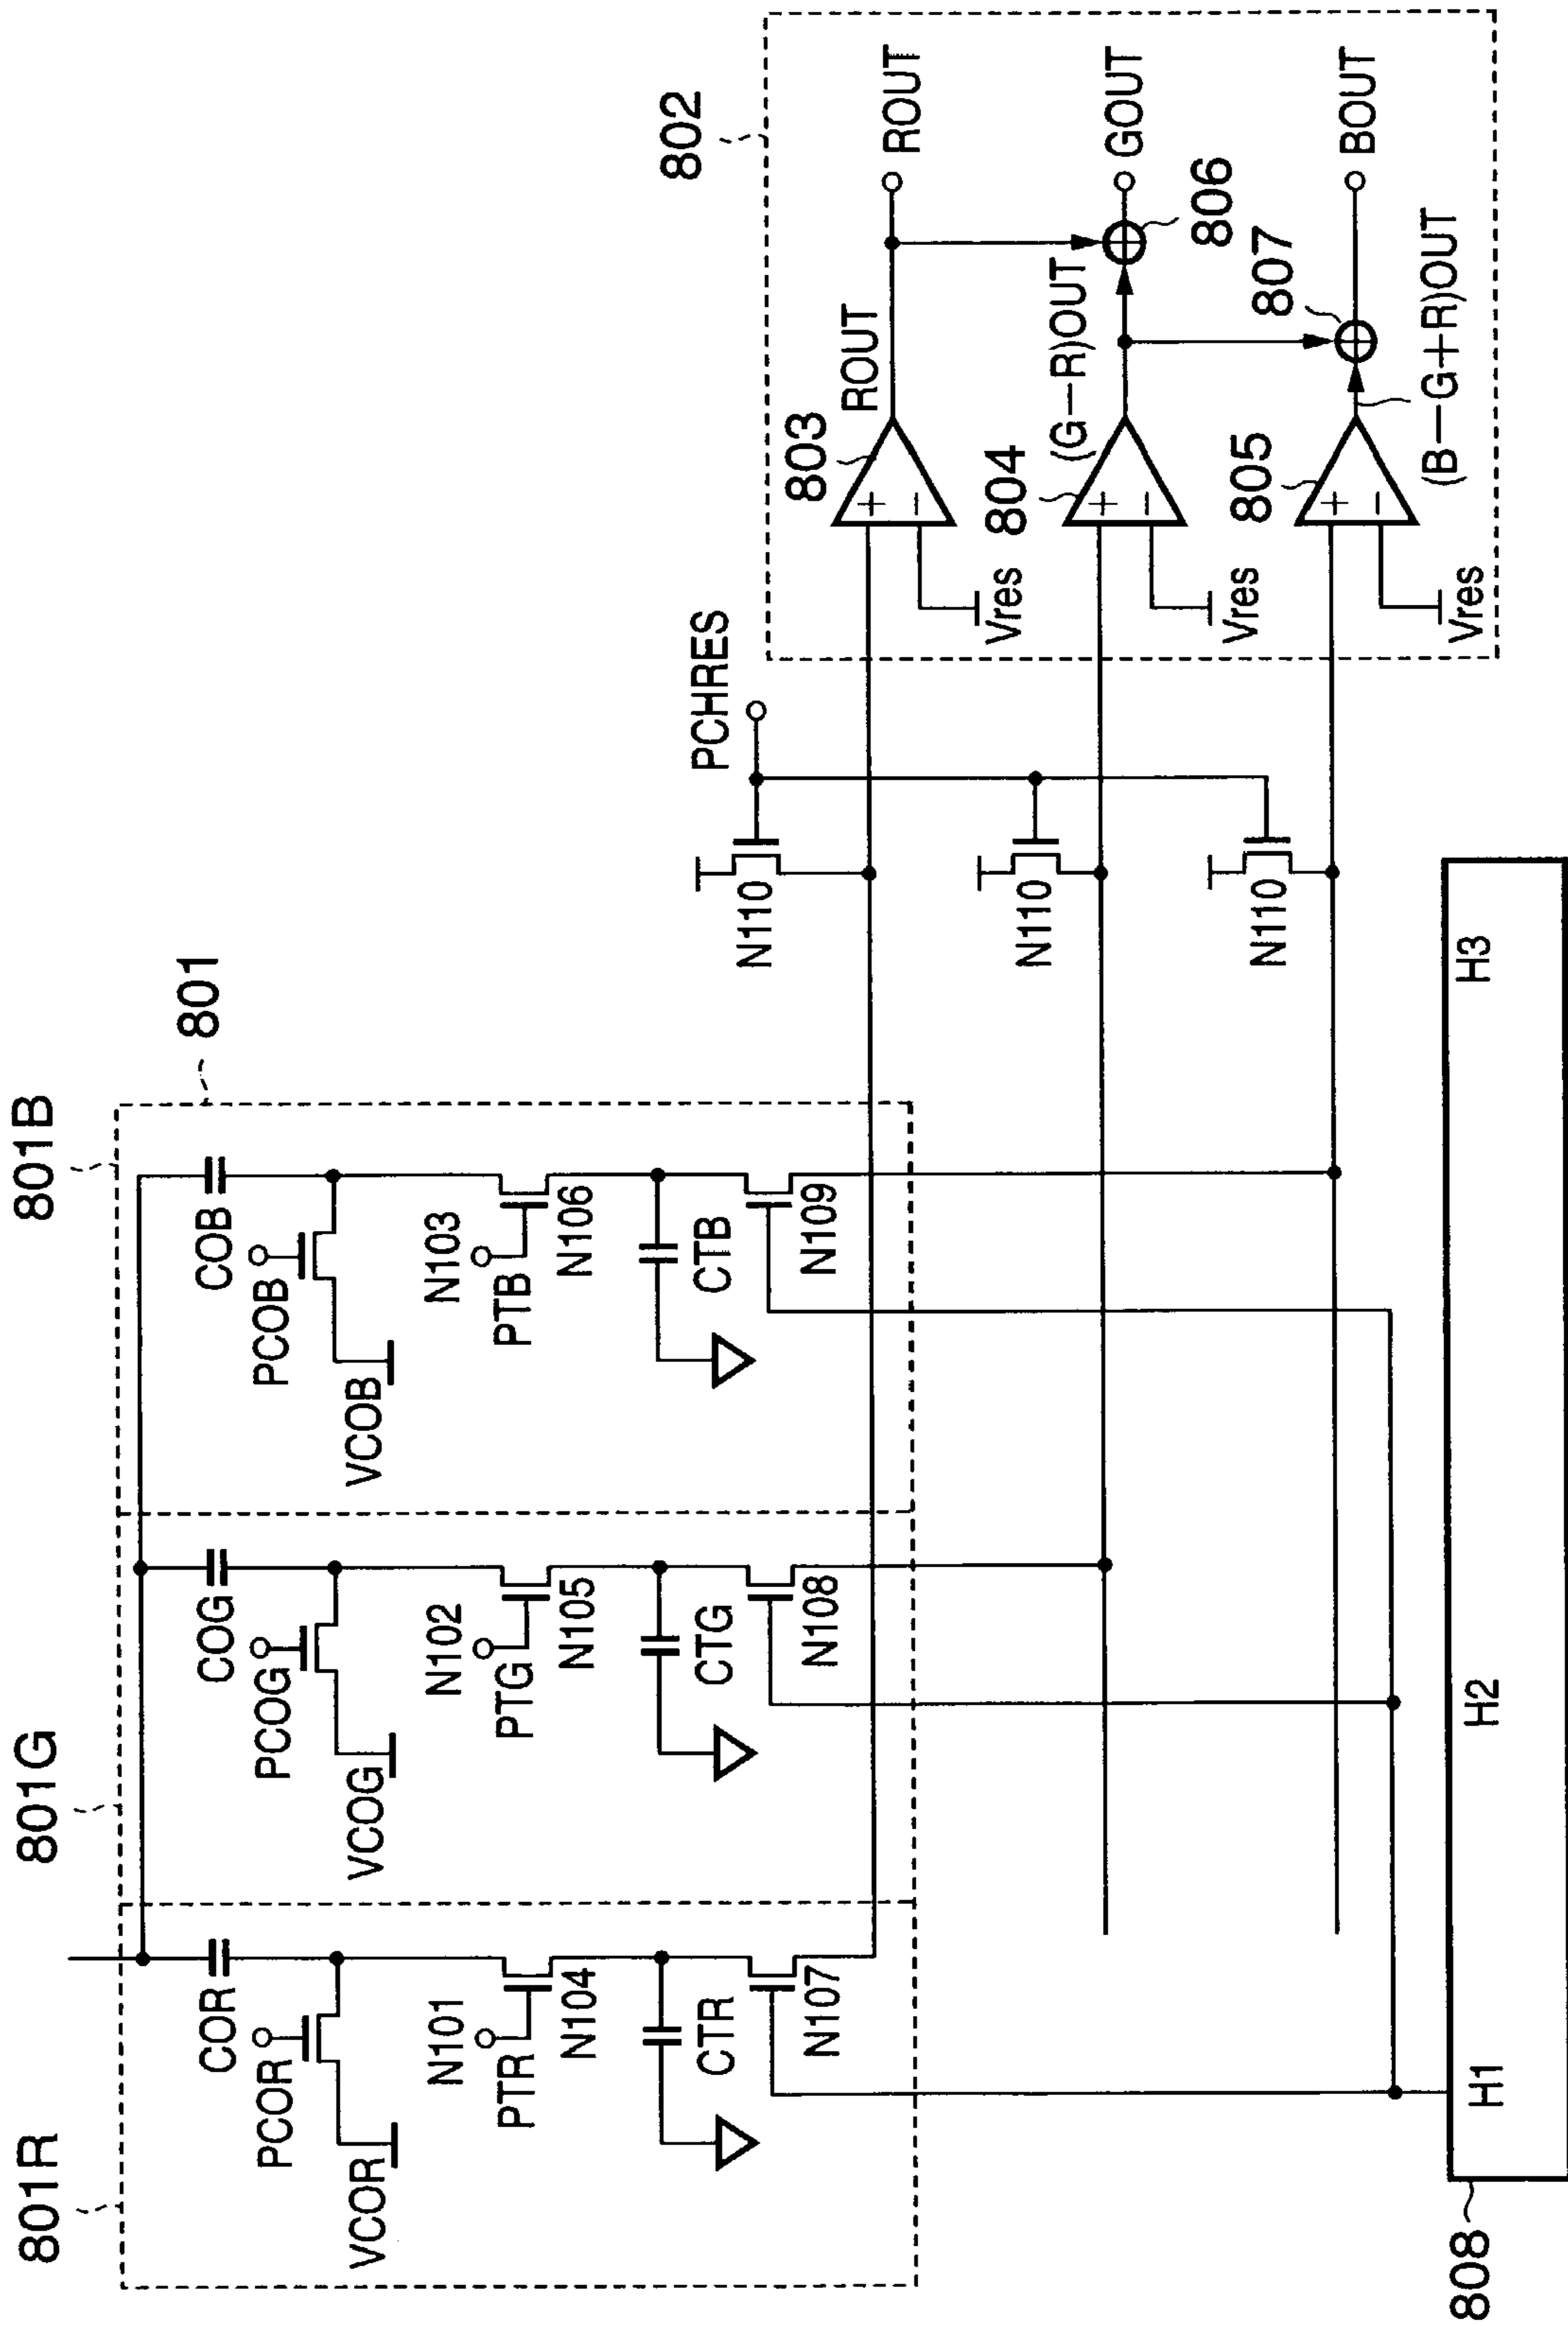 801R
801G
801B
801
COR
PCOR
VCOR
N101
PTR
N104
CTR
N107
COG
PCOG
VCOG
N102
PTG
N105
CTG
N108
COB
PCOB
VCOB
N103
PTB
N106
CTB
N109
PCHRES
N110
N110
N110
802
803
ROUT
ROUT
Vres
804
(G−R)OUT
806
GOUT
Vres
805
807
BOUT
(B−G+R)OUT
Vres
+
−
+
−
+
−
808
H1
H2
H3